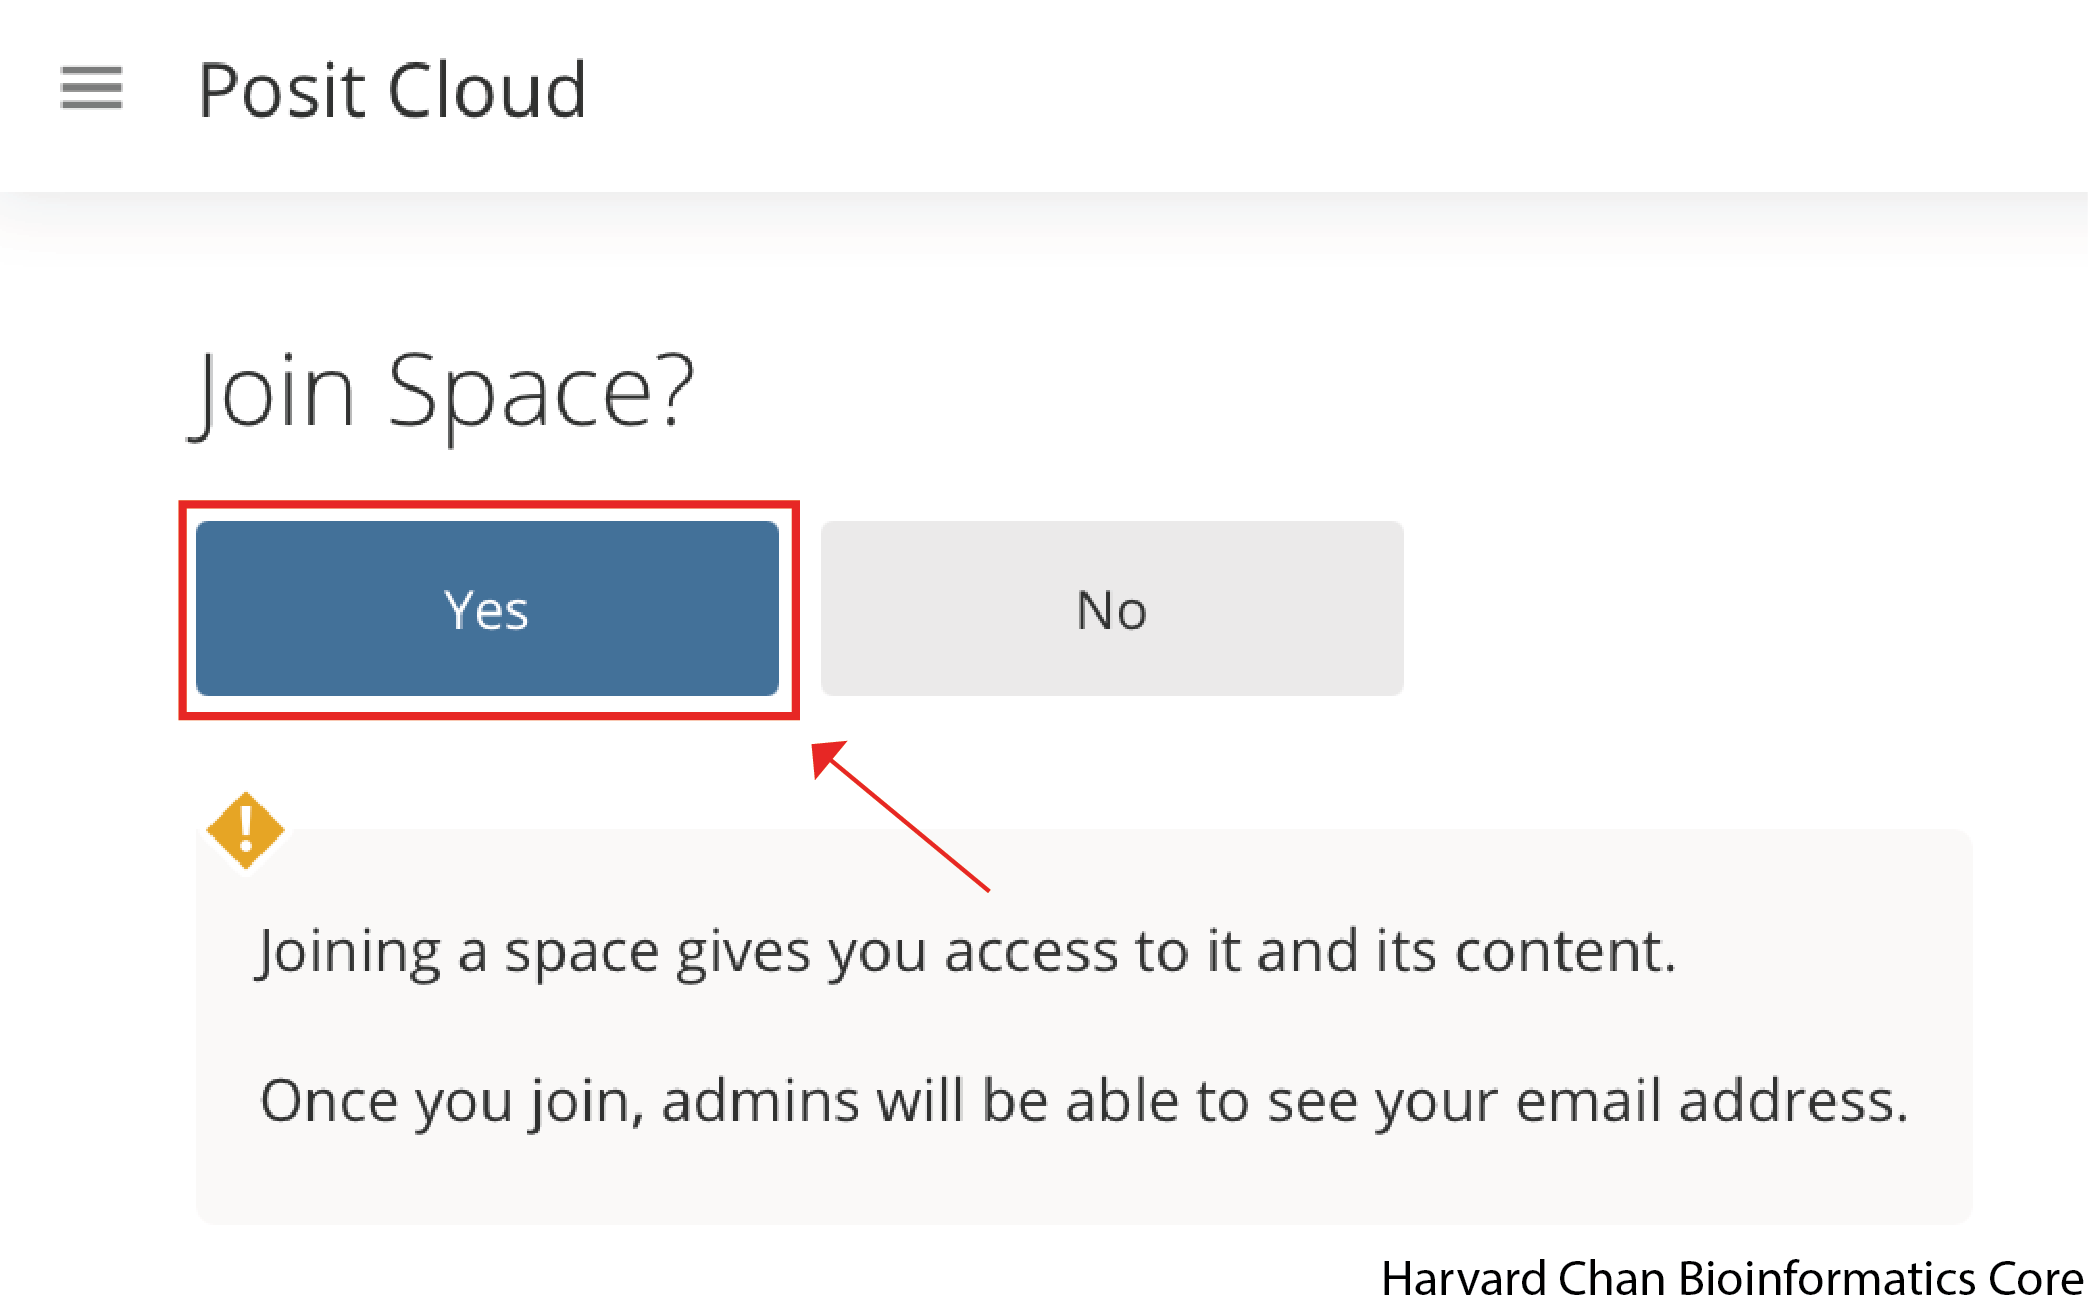 Posit Cloud
Join Space?
Yes
No
Joining a space gives you access to it and its content.
Once you join, admins will be able to see your email address.
Harvard Chan Bioinformatics Core